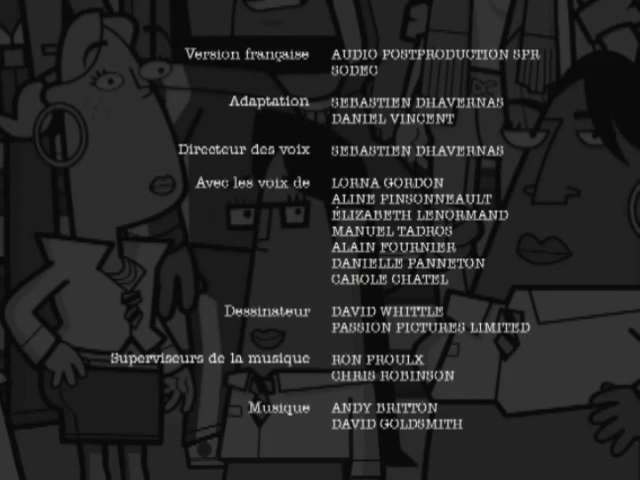 Version française AUDIO POSTPRODUCTION SPR
SODEC
Adaptation SEBASTIEN DHAVERNAS
DANIEL VINCENT
Directeur des voix SEBASTIEN DHAVERNAS
Avec les voix de LORNA GORDON
ALINE PINSONNEAULT
ÉLIZABETH LENORMAND
MANUEL TADROS
ALAIN FOURNIER
DANIELLE PANNETON
CAROLE CHATEL
Dessinateur DAVID WHITTLE
PASSION PICTURES LIMITED
Superviseurs de la musique RON PROULX
CHRIS ROBINSON
Musique ANDY BRITTON
DAVID GOLDSMITH